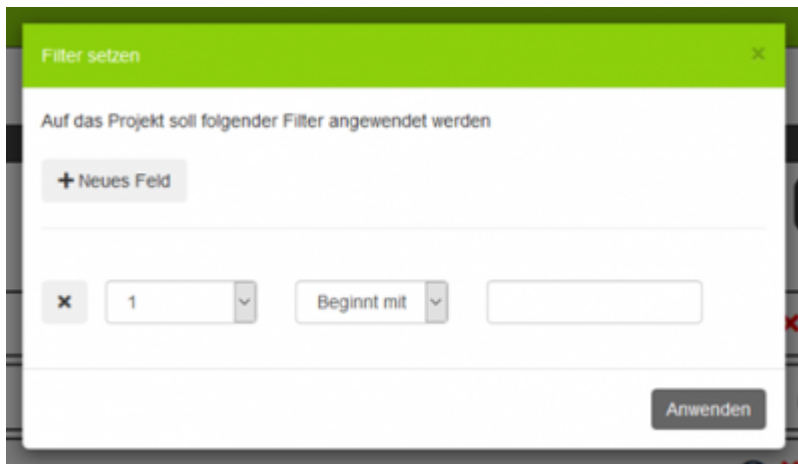 Filter setzen
Auf das Projekt soll folgender Filter angewendet werden
Neues Feld
1 Beginnt mit
Anwenden